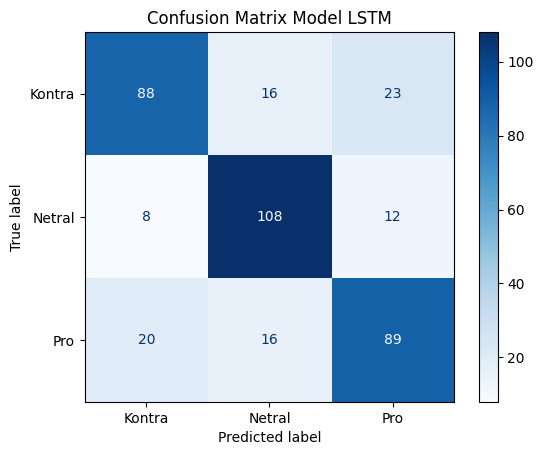 Confusion Matrix Model LSTM
Kontra 88 16 23
Netral 8 108 12
Pro 20 16 89
Kontra Netral Pro
Predicted label
True label
100
80
60
40
20